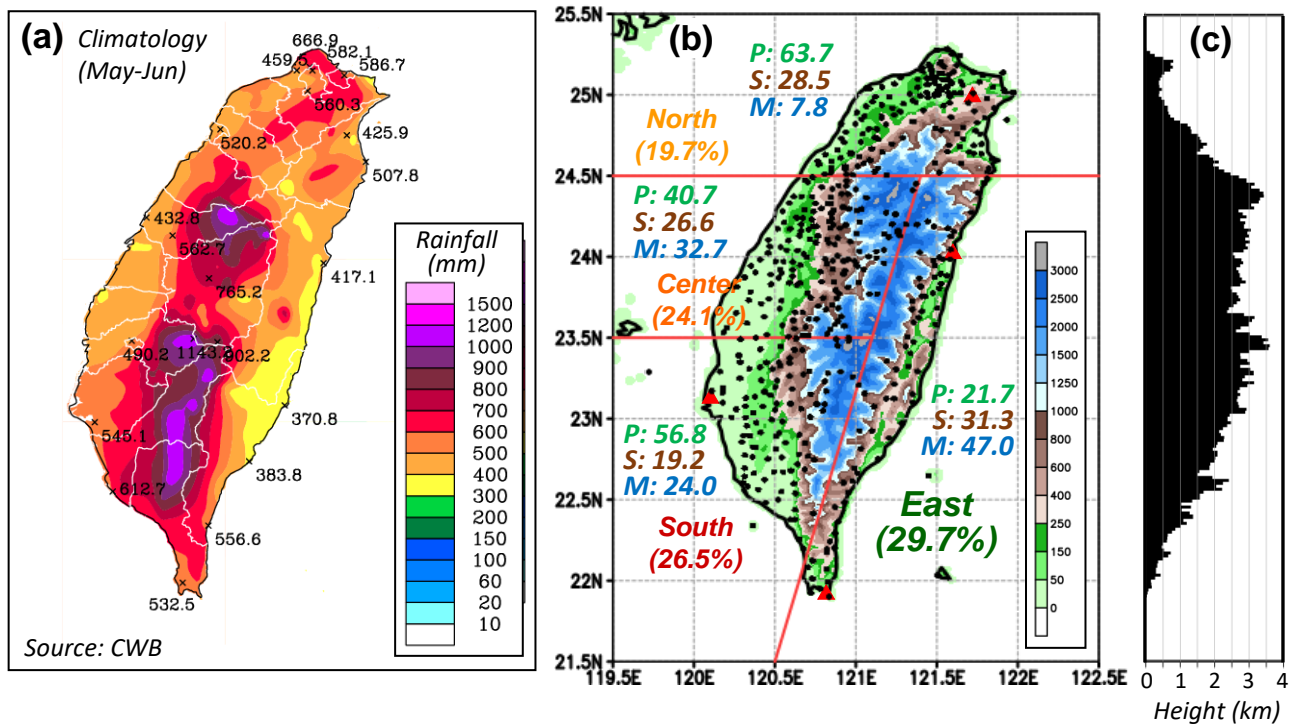 (a)
Climatology
(May-Jun)
666.9
459.5
582.1
586.7
560.3
425.9
520.2
507.8
432.8
562.7
417.1
765.2
490.2
902.2
370.8
545.1
383.8
612.7
556.6
532.5
Source: CWB
Rainfall
(mm)
1500
1200
1000
900
800
700
600
500
400
300
200
150
100
60
20
10
(b)
25.5N
25N
24.5N
24N
23.5N
23N
22.5N
22N
21.5N
119.5E
120E
120.5E
121E
121.5E
122E
122.5E
P: 63.7
S: 28.5
M: 7.8
North
(19.7%)
P: 40.7
S: 26.6
M: 32.7
Center
(24.1%)
P: 21.7
S: 31.3
M: 47.0
P: 56.8
S: 19.2
M: 24.0
East
(29.7%)
South
(26.5%)
3000
2500
2000
1500
1250
1000
800
600
400
250
150
50
0
(c)
0 1 2 3 4
Height (km)